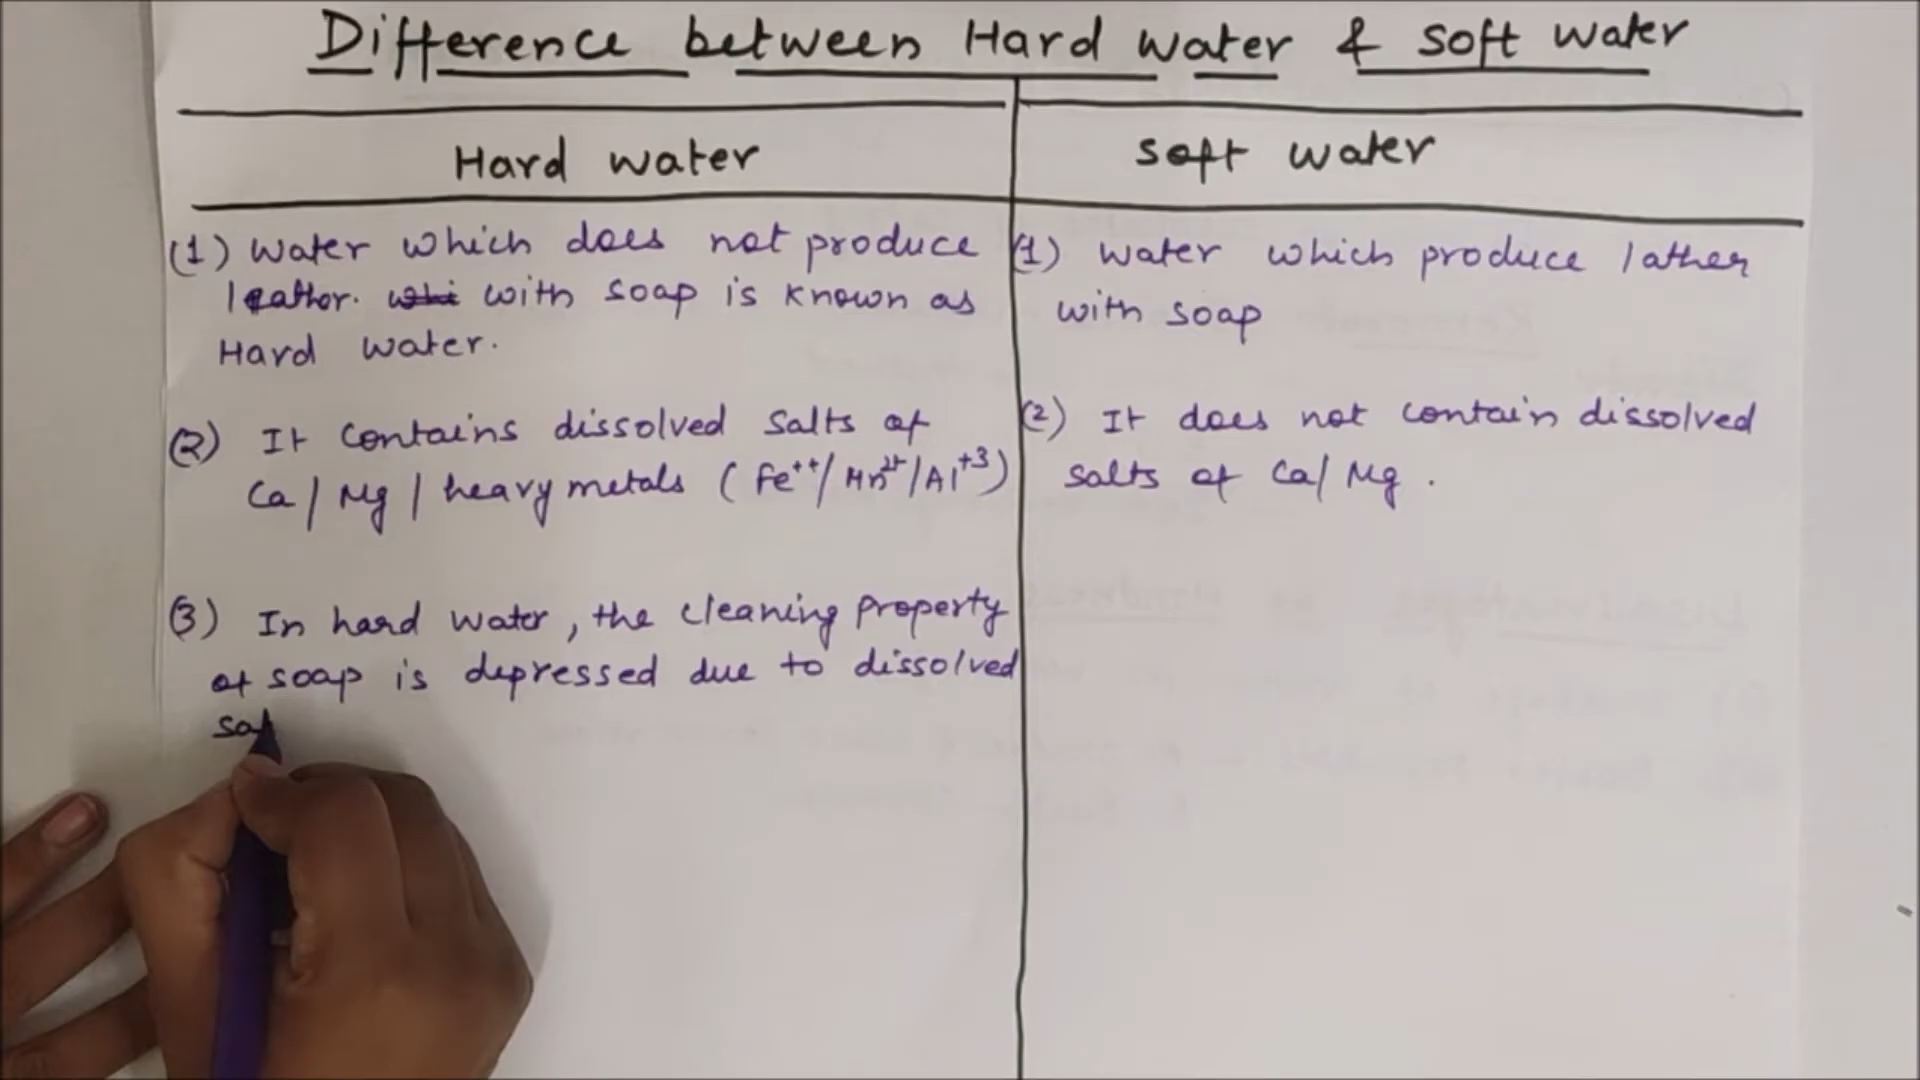 Difference between Hard water & soft water
Hard water
soft water
(1) water which does not produce
leather. whi with soap is known as
Hard water.
(2) It contains dissolved salts of
Ca / Mg / heavy metals ( Fe⁺⁺/ Mn²⁺/Al⁺³)
(3) In hard water, the cleaning property
of soap is depressed due to dissolved
(1) water which produce lather
with soap
(2) It does not contain dissolved
salts of Ca/ Mg.